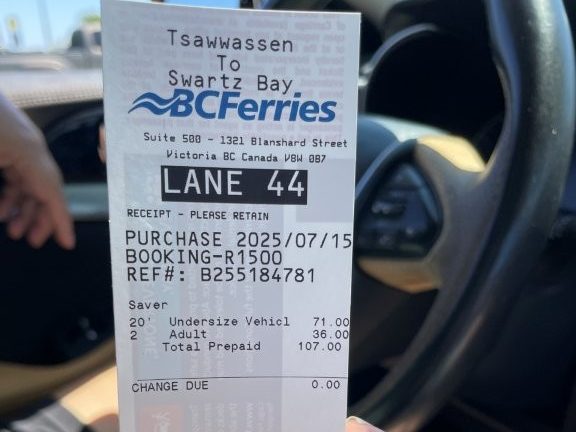 Tsawwassen
To
Swartz Bay
BCFerries
Suite 500 - 1321 Blanshard Street
Victoria BC Canada V8W 0B7
LANE 44
RECEIPT - PLEASE RETAIN
PURCHASE 2025/07/15
BOOKING-R1500
REF#: B255184781
Saver
20' Undersize Vehicl 71.00
2 Adult 36.00
Total Prepaid 107.00
CHANGE DUE 0.00